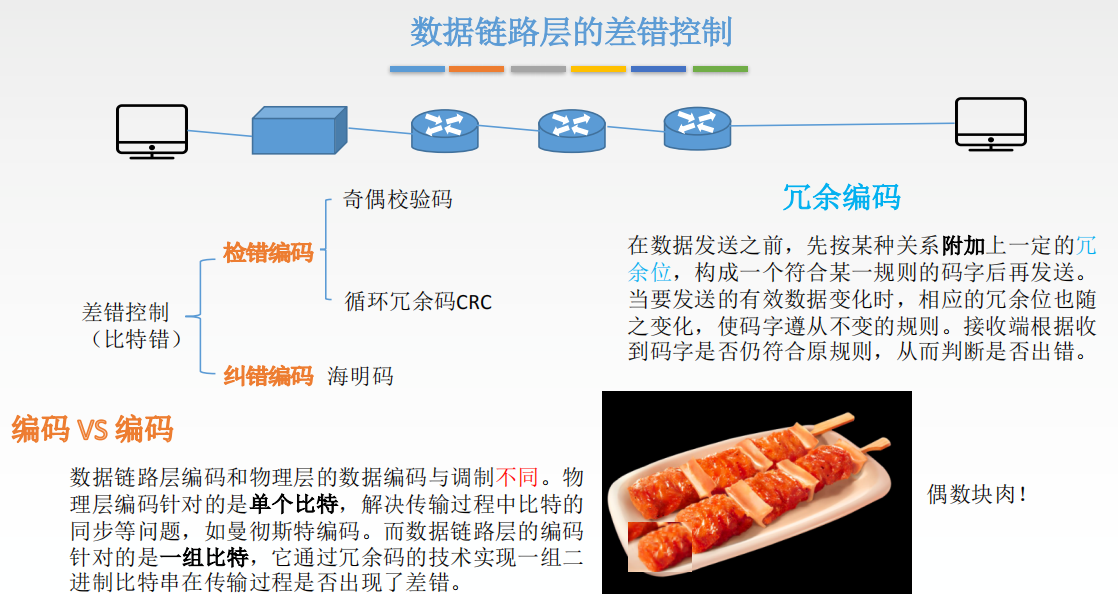 数据链路层的差错控制
奇偶校验码
检错编码
循环冗余码CRC
差错控制
（比特错）
纠错编码 海明码
冗余编码
在数据发送之前，先按某种关系附加上一定的冗
余位，构成一个符合某一规则的码字后再发送。
当要发送的有效数据变化时，相应的冗余位也随
之变化，使码字遵从不变的规则。接收端根据收
到码字是否仍符合原规则，从而判断是否出错。
编码 VS 编码
数据链路层编码和物理层的数据编码与调制不同。物
理层编码针对的是单个比特，解决传输过程中比特的
同步等问题，如曼彻斯特编码。而数据链路层的编码
针对的是一组比特，它通过冗余码的技术实现一组二
进制比特串在传输过程是否出现了差错。
偶数块肉！